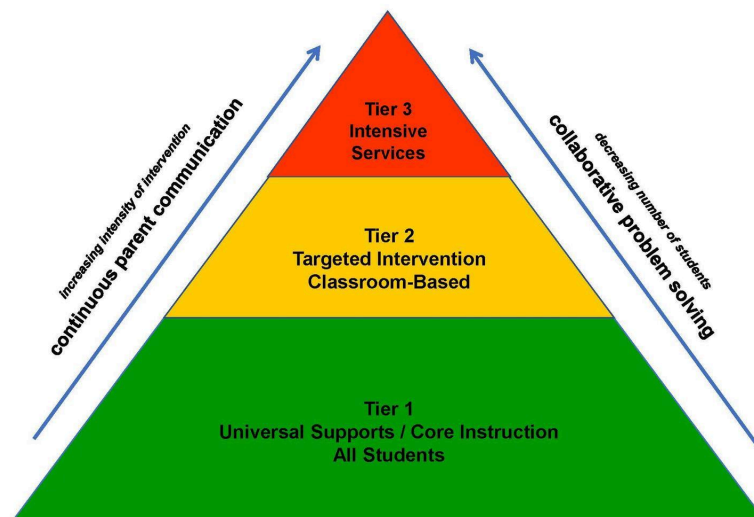 Tier 3
Intensive
Services
Tier 2
Targeted Intervention
Classroom-Based
Tier 1
Universal Supports / Core Instruction
All Students
increasing intensity of intervention
continuous parent communication
decreasing number of students
collaborative problem solving